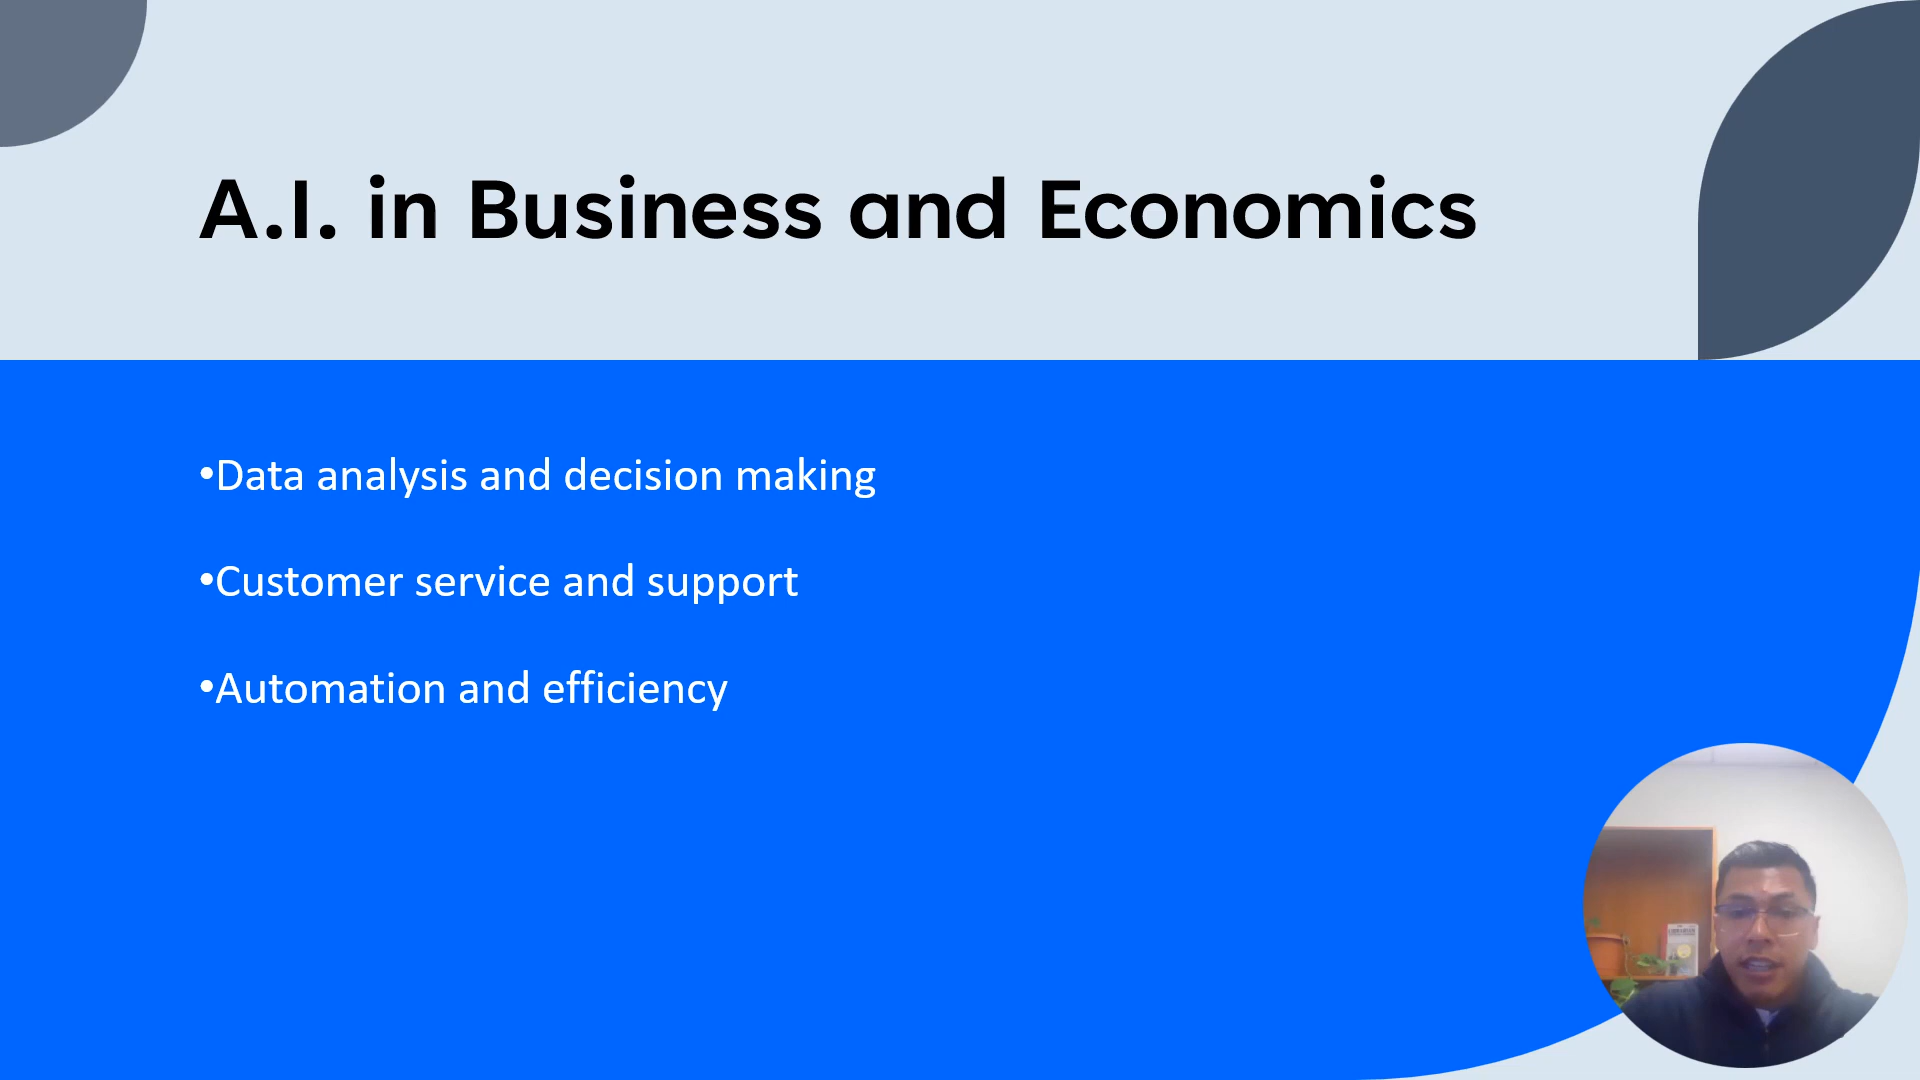 A.I. in Business and Economics
•Data analysis and decision making
•Customer service and support
•Automation and efficiency